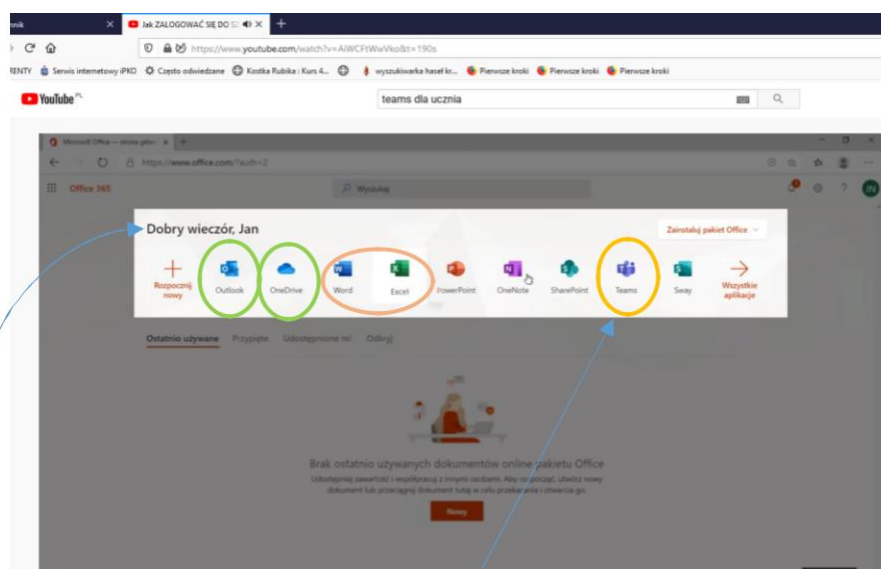 Jak ZALOGOWAĆ SIĘ DO
https://www.youtube.com/watch?v=AiWCFtWwVko&t=190s
Serwis internetowy iPKO Często odwiedzane Kostka Rubika i Kurs 4... wyszukiwarka haseł kr... Pierwsze kroki Pierwsze kroki Pierwsze kroki
YouTube PL teams dla ucznia
Microsoft Office — strona główn
https://www.office.com/?auth=2
Office 365 Wyszukaj JN
Dobry wieczór, Jan Zainstaluj pakiet Office
Rozpocznij nowy Outlook OneDrive Word Excel PowerPoint OneNote SharePoint Teams Sway Wszystkie aplikacje
Ostatnio używane Przypięte Udostępnione mi Odkryj
Brak ostatnio używanych dokumentów online pakietu Office
Udostępniaj zawartość i współpracuj z innymi osobami. Aby rozpocząć, utwórz nowy
dokument lub przeciągnij dokument tutaj w celu przekazania i otwarcia go.
Nowy